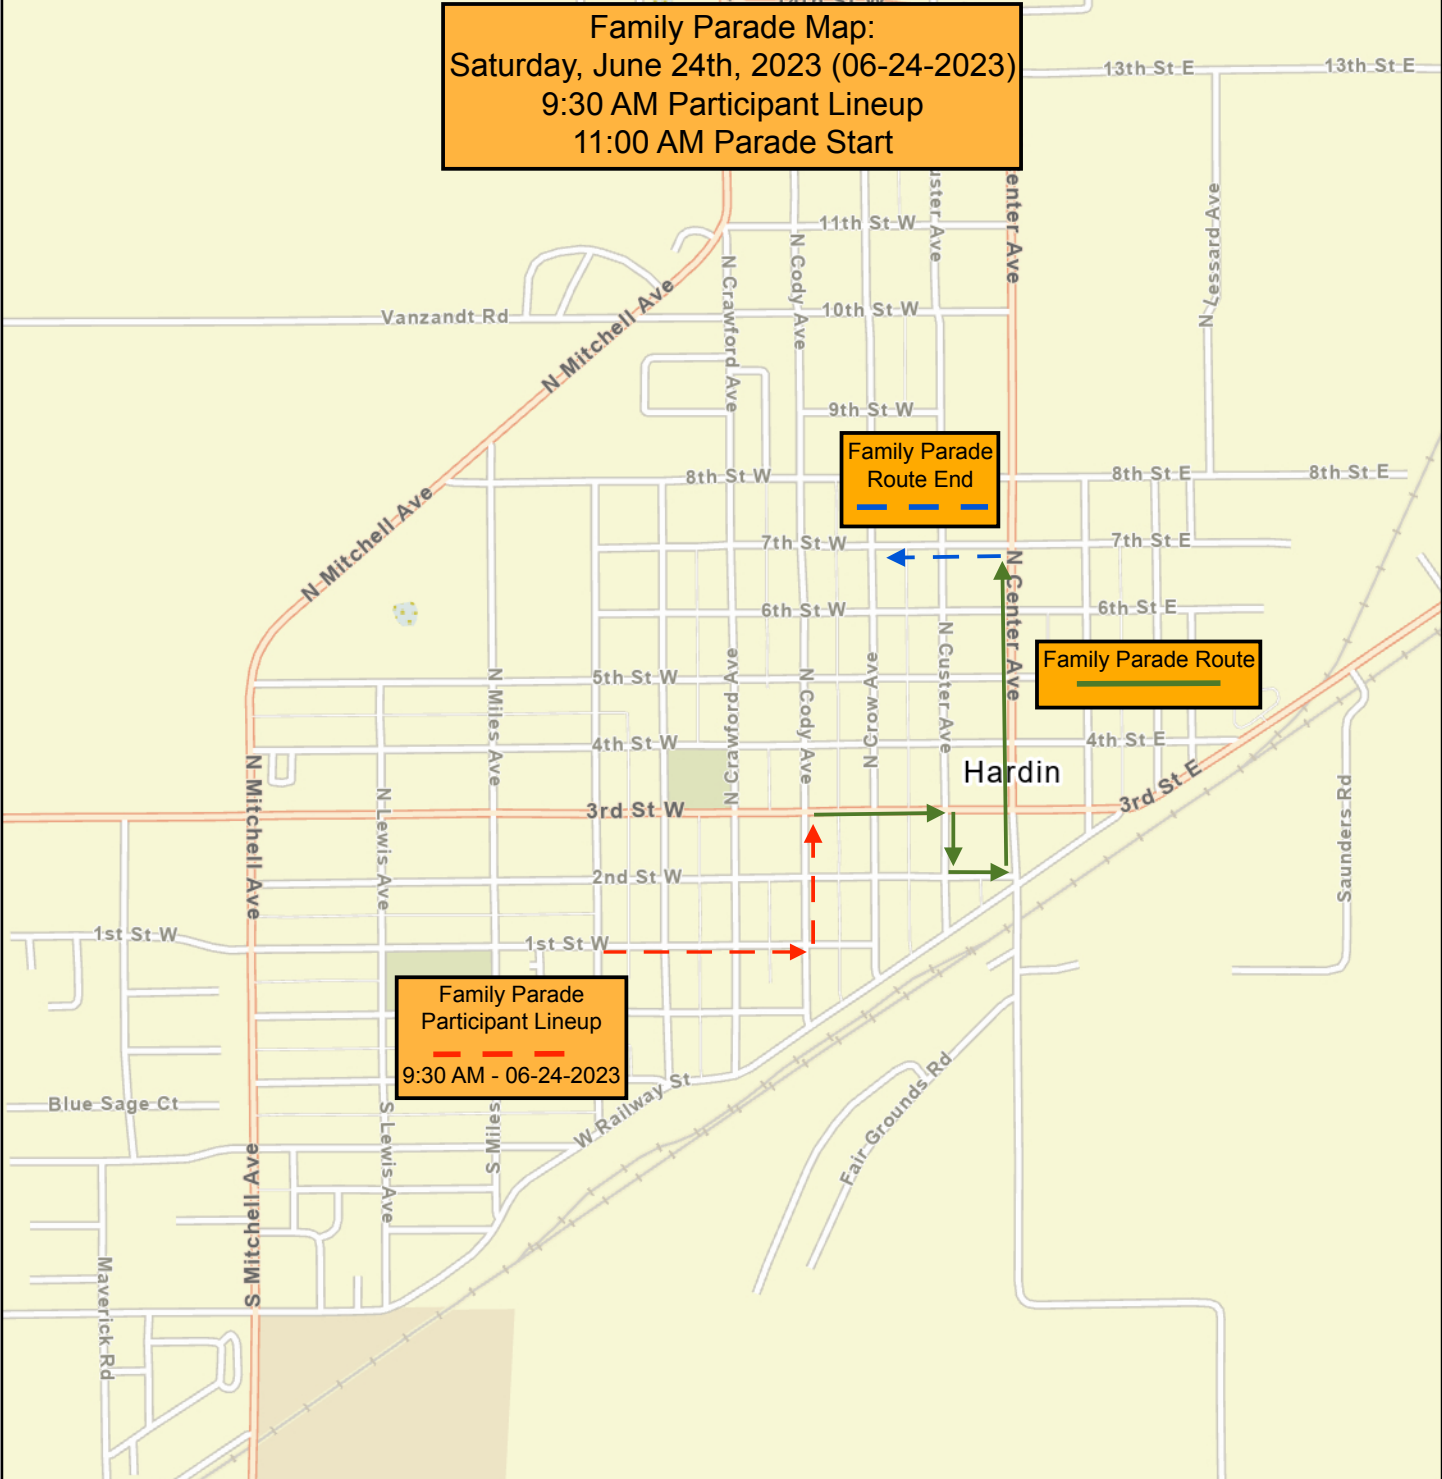 14th St W
Family Parade Map:
Saturday, June 24th, 2023 (06-24-2023)
9:30 AM Participant Lineup
11:00 AM Parade Start
13th St E
13th St E
uster Ave
enter Ave
11th St W
N Lessard Ave
N Cody Ave
N Crawford Ave
Vanzandt Rd
N Mitchell Ave
10th St W
9th St W
Family Parade
Route End
8th St W
8th St E
8th St E
N Mitchell Ave
7th St W
7th St E
N Center Ave
6th St W
6th St E
N Custer Ave
Family Parade Route
5th St W
N Miles Ave
N Crawford Ave
N Cody Ave
N Crow Ave
4th St W
4th St E
Hardin
N Mitchell Ave
N Lewis Ave
3rd St W
3rd St E
Saunders Rd
2nd St W
1st St W
1st St W
Family Parade
Participant Lineup
9:30 AM - 06-24-2023
Blue Sage Ct
S Lewis Ave
S Miles
W Railway St
Fair Grounds Rd
S Mitchell Ave
Maverick Rd